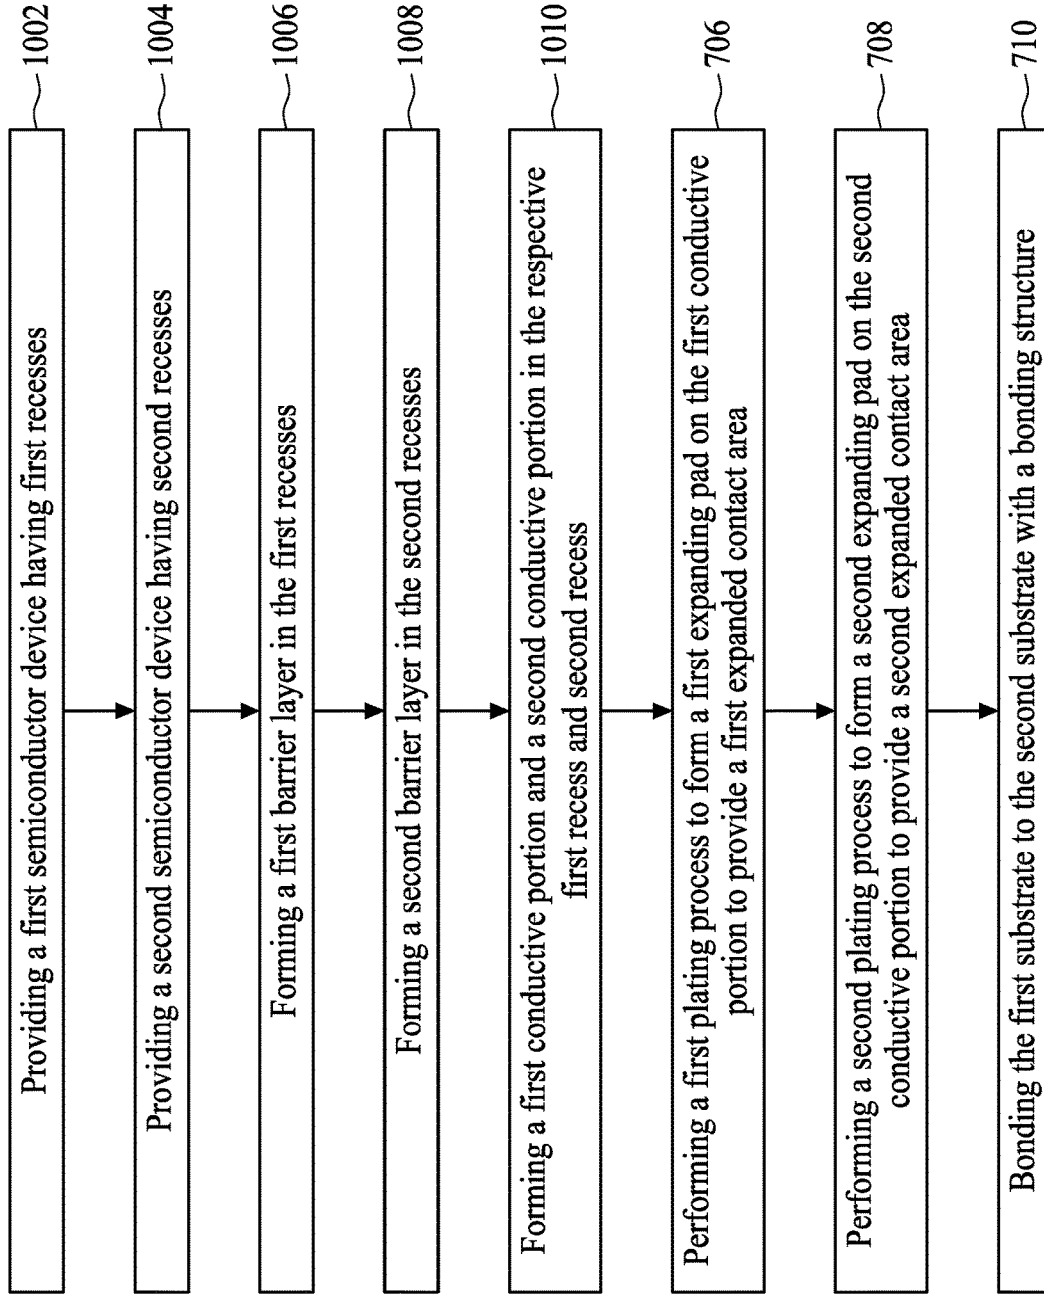 Providing a first semiconductor device having first recesses
1002
Providing a second semiconductor device having second recesses
1004
Forming a first barrier layer in the first recesses
1006
Forming a second barrier layer in the second recesses
1008
Forming a first conductive portion and a second conductive portion in the respective
first recess and second recess
1010
Performing a first plating process to form a first expanding pad on the first conductive
portion to provide a first expanded contact area
706
Performing a second plating process to form a second expanding pad on the second
conductive portion to provide a second expanded contact area
708
Bonding the first substrate to the second substrate with a bonding structure
710